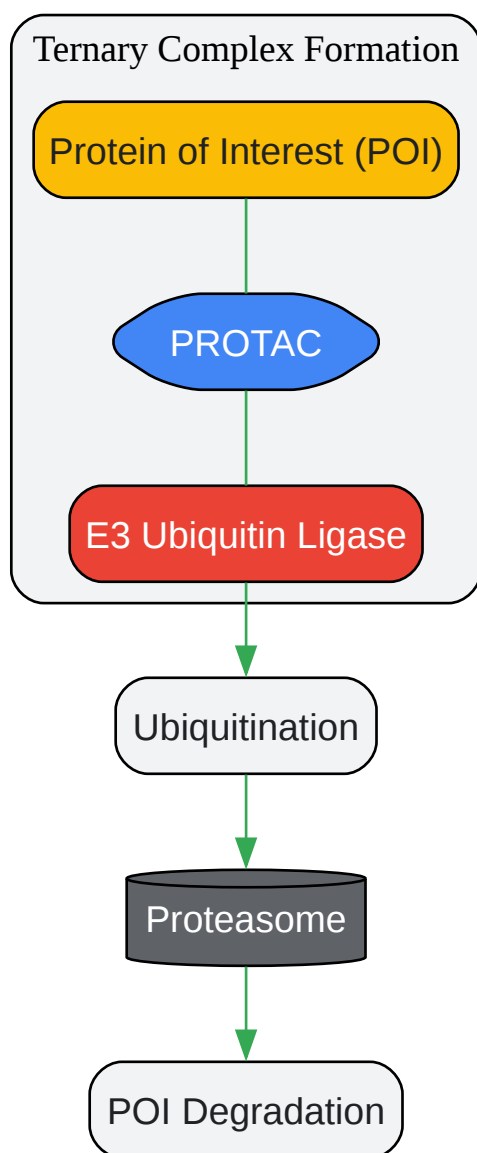 Ternary Complex Formation
Protein of Interest (POI)
PROTAC
E3 Ubiquitin Ligase
Ubiquitination
Proteasome
POI Degradation